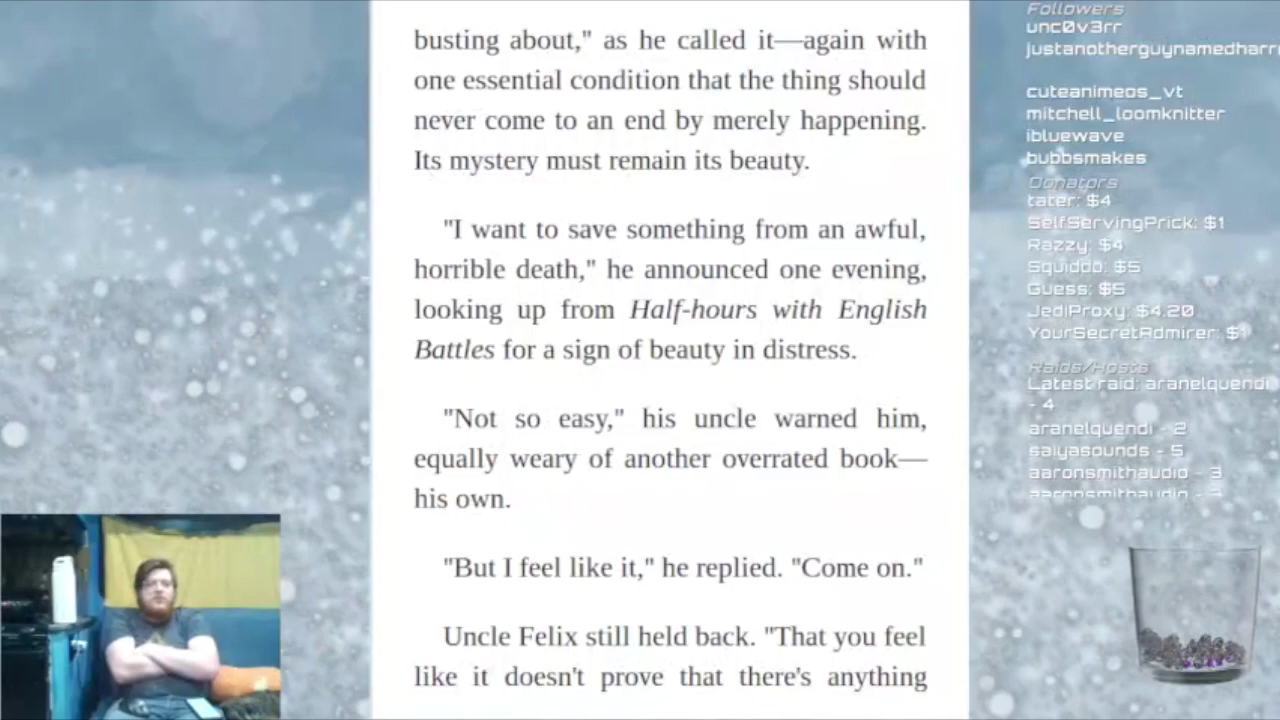 busting about," as he called it—again with
one essential condition that the thing should
never come to an end by merely happening.
Its mystery must remain its beauty.
"I want to save something from an awful,
horrible death," he announced one evening,
looking up from Half-hours with English
Battles for a sign of beauty in distress.
"Not so easy," his uncle warned him,
equally weary of another overrated book—
his own.
"But I feel like it," he replied. "Come on."
Uncle Felix still held back. "That you feel
like it doesn't prove that there's anything
Followers
unc0v3rr
justanotherguynamedharr
cuteanimeos_vt
mitchell_loomknitter
ibluewave
bubbsmakes
Donators
tater: $4
SelfServingPrick: $1
Razzy: $4
Squidoo: $5
Guess: $5
JediProxy: $4.20
YourSecretAdmirer: $1
Raids/Hosts
Latest raid: aranelquendi
- 4
aranelquendi - 2
saiyasounds - 5
aaronsmithaudio - 3
aaronsmithaudio - 3